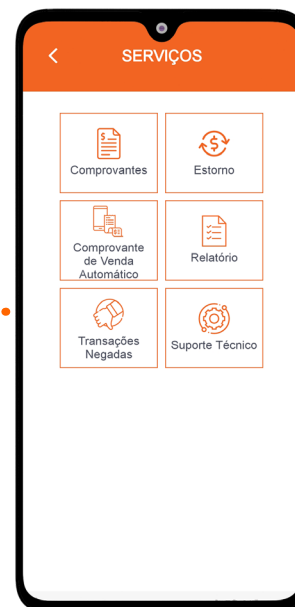 SERVIÇOS
Comprovantes
Estorno
Comprovante
de Venda
Automático
Relatório
Transações
Negadas
Suporte Técnico